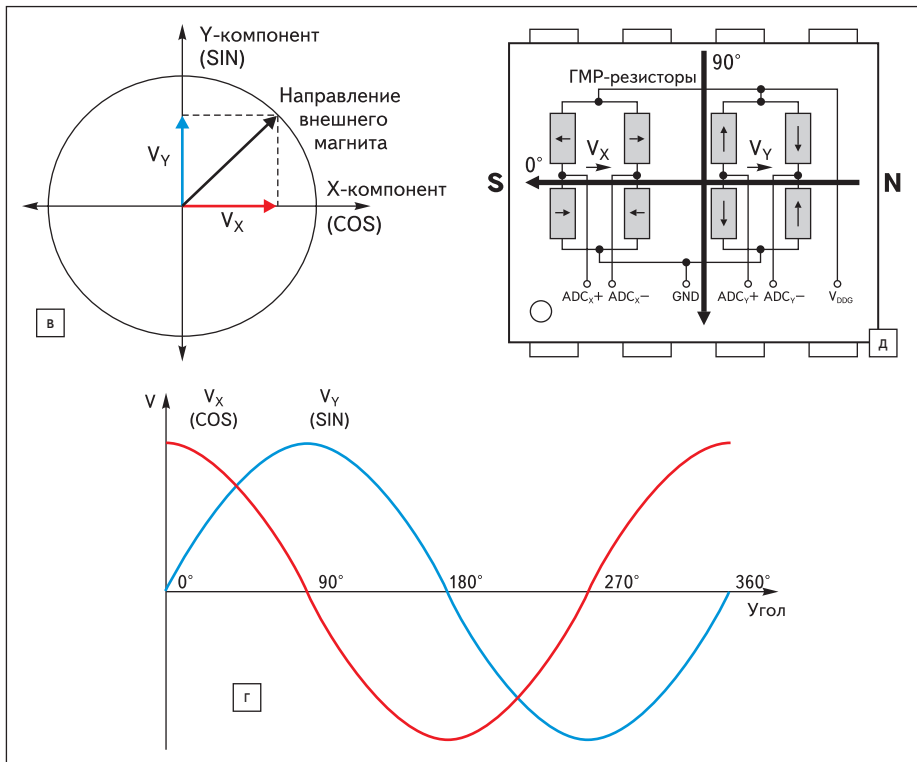 Y-компонент
(SIN)
Направление
внешнего
магнита
V_Y
X-компонент
(COS)
V_X
в
90°
ГМР-резисторы
V_X
V_Y
S
0°
N
ADC_X+ ADC_X− GND ADC_Y+ ADC_Y− V_DDG
д
V
V_X
(COS)
V_Y
(SIN)
0° 90° 180° 270° 360°
Угол
г